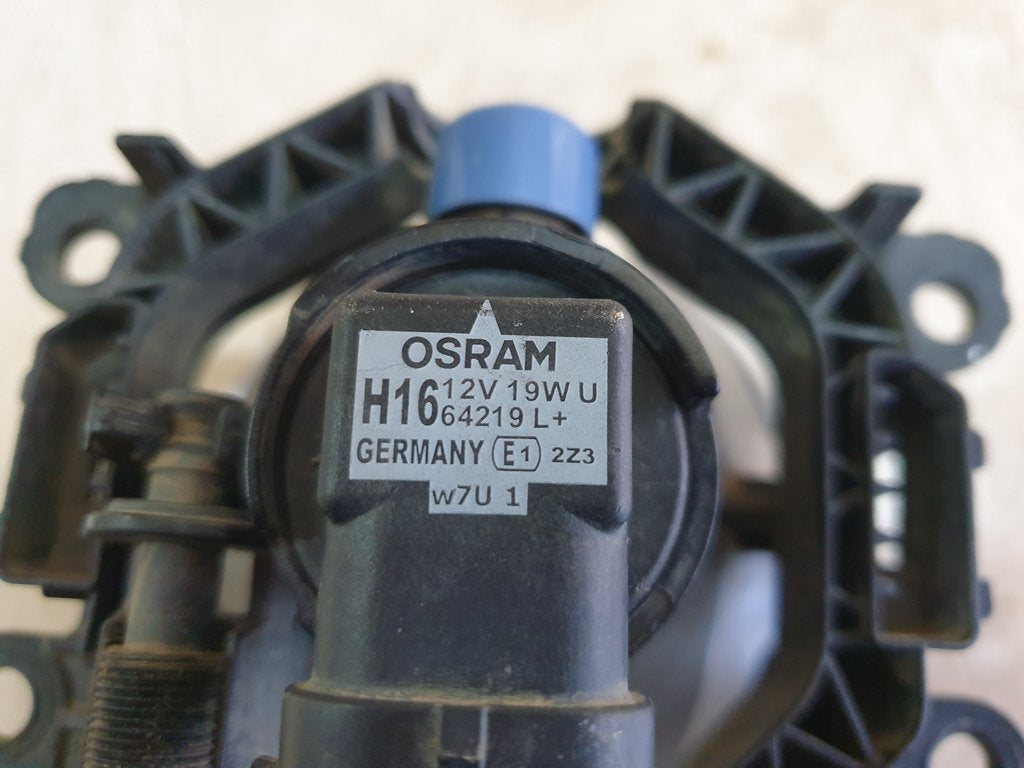 OSRAM
H16 12V 19W U
64219 L+
GERMANY E1 2Z3
w7U 1